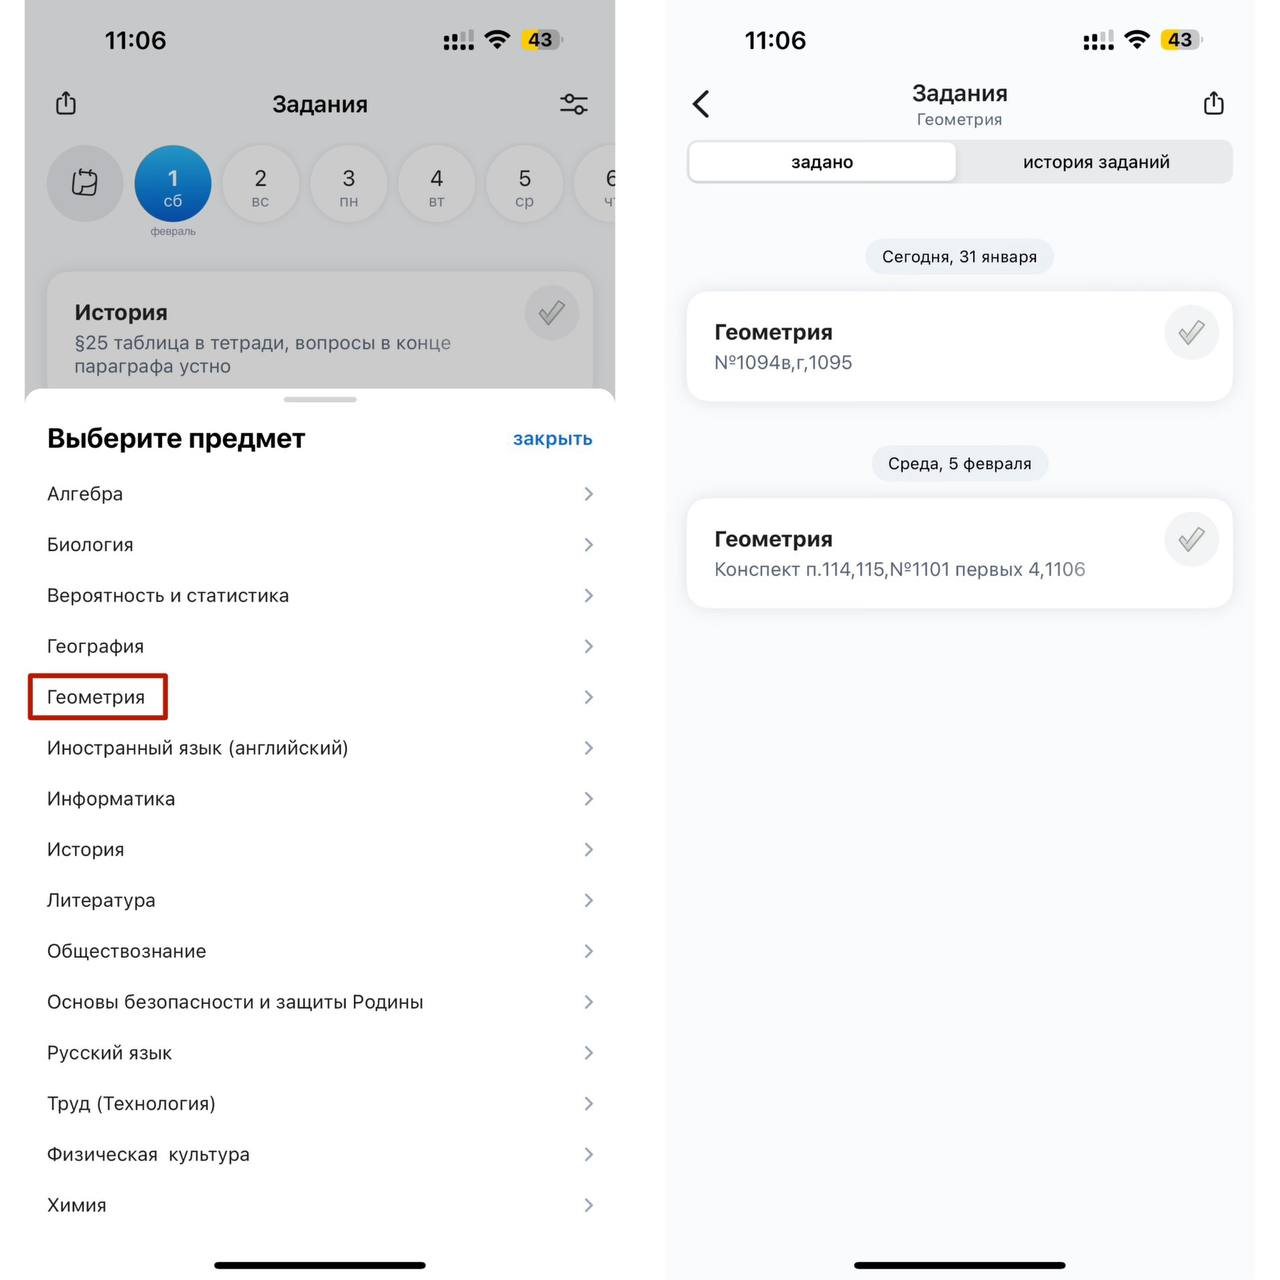 11:06
43
Задания
1
сб
2
вс
3
пн
4
вт
5
ср
6
февраль
История
§25 таблица в тетради, вопросы в конце
параграфа устно
Выберите предмет
закрыть
Алгебра
Биология
Вероятность и статистика
География
Геометрия
Иностранный язык (английский)
Информатика
История
Литература
Обществознание
Основы безопасности и защиты Родины
Русский язык
Труд (Технология)
Физическая культура
Химия
11:06
43
Задания
Геометрия
задано
история заданий
Сегодня, 31 января
Геометрия
№1094в,г,1095
Среда, 5 февраля
Геометрия
Конспект п.114,115,№1101 первых 4,1106